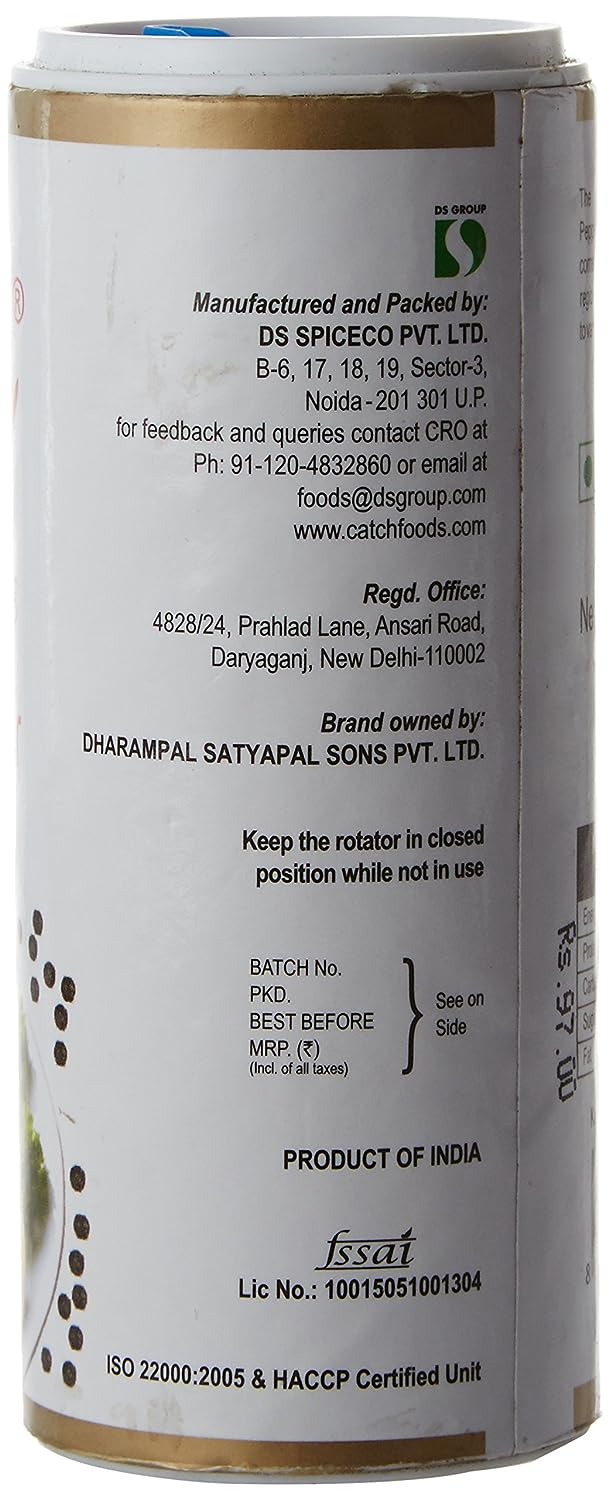 DS GROUP
Manufactured and Packed by:
DS SPICECO PVT. LTD.
B-6, 17, 18, 19, Sector-3,
Noida-201 301 U.P.
for feedback and queries contact CRO at
Ph: 91-120-4832860 or email at
foods@dsgroup.com
www.catchfoods.com
Regd. Office:
4828/24, Prahlad Lane, Ansari Road,
Daryaganj, New Delhi-110002
Brand owned by:
DHARAMPAL SATYAPAL SONS PVT. LTD.
Keep the rotator in closed
position while not in use
BATCH No.
PKD.
BEST BEFORE
MRP. (₹)
(Incl. of all taxes)
See on
Side
PRODUCT OF INDIA
fssai
Lic No.: 10015051001304
ISO 22000:2005 & HACCP Certified Unit
®
The
Rs.97.00